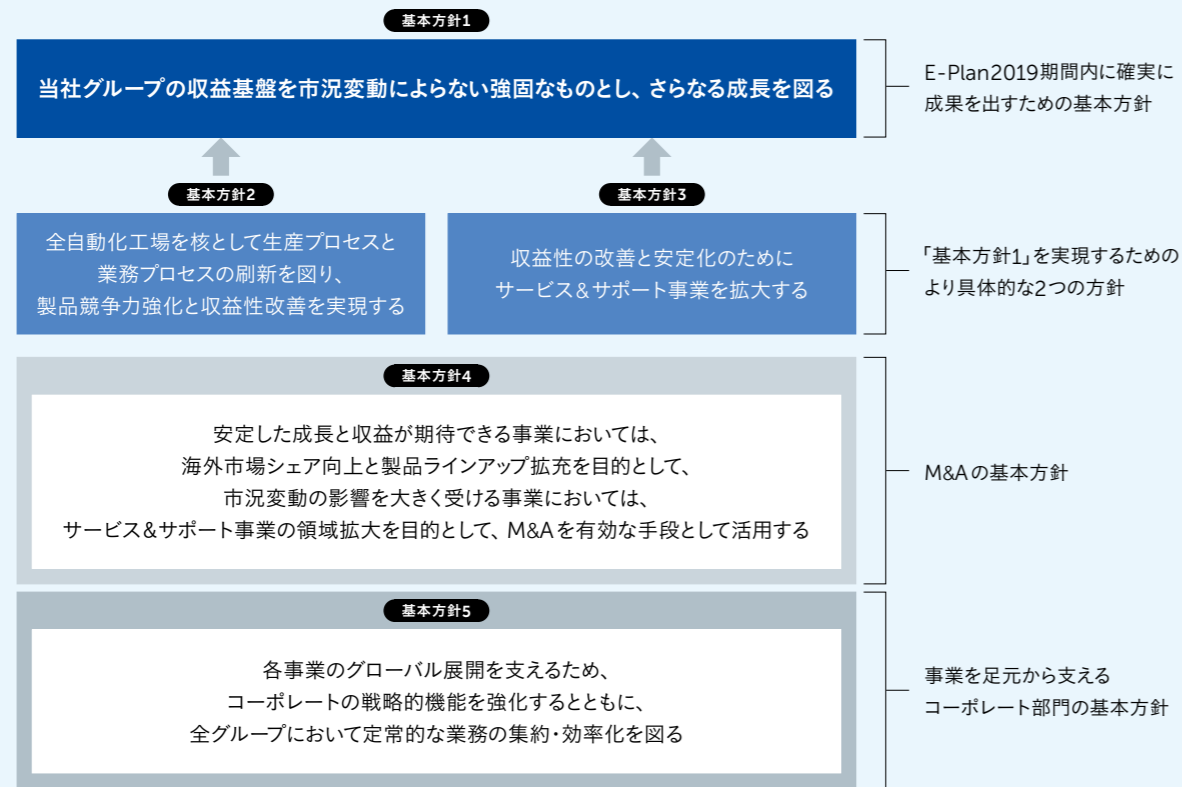 基本方針1
当社グループの収益基盤を市況変動によらない強固なものとし、さらなる成長を図る
E-Plan2019期間内に確実に
成果を出すための基本方針
基本方針2
全自動化工場を核として生産プロセスと
業務プロセスの刷新を図り、
製品競争力強化と収益性改善を実現する
基本方針3
収益性の改善と安定化のために
サービス&サポート事業を拡大する
「基本方針1」を実現するための
より具体的な2つの方針
基本方針4
安定した成長と収益が期待できる事業においては、
海外市場シェア向上と製品ラインアップ拡充を目的として、
市況変動の影響を大きく受ける事業においては、
サービス&サポート事業の領域拡大を目的として、M&Aを有効な手段として活用する
M&Aの基本方針
基本方針5
各事業のグローバル展開を支えるため、
コーポレートの戦略的機能を強化するとともに、
全グループにおいて定常的な業務の集約・効率化を図る
事業を足元から支える
コーポレート部門の基本方針